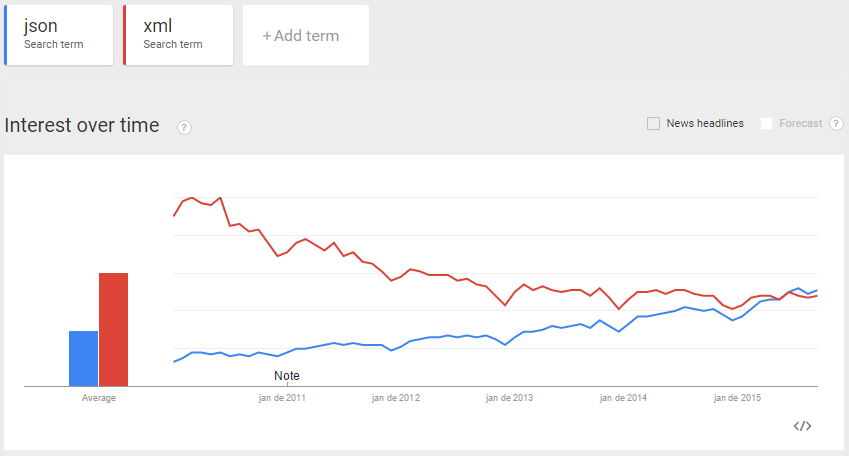 json
Search term
xml
Search term
+Add term
Interest over time ?
News headlines
Forecast ?
Note
Average
jan de 2011
jan de 2012
jan de 2013
jan de 2014
jan de 2015
</>